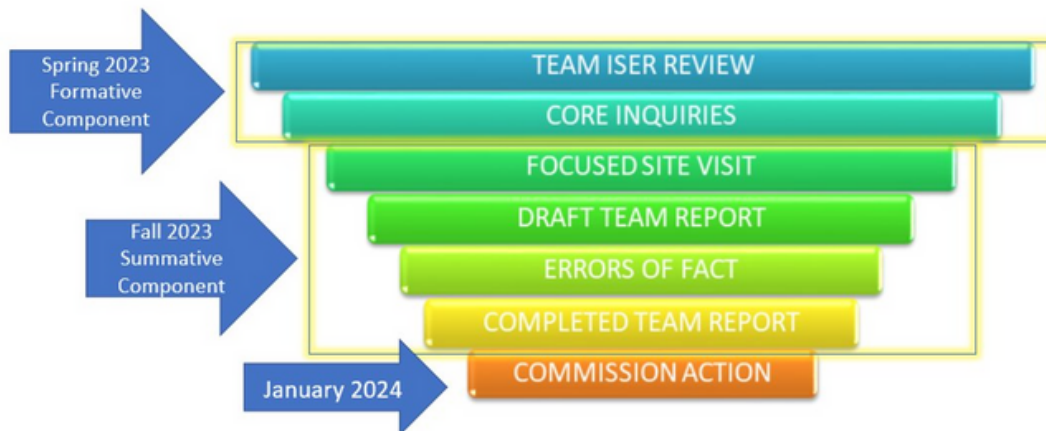 Spring 2023
Formative
Component
TEAM ISER REVIEW
CORE INQUIRIES
Fall 2023
Summative
Component
FOCUSED SITE VISIT
DRAFT TEAM REPORT
ERRORS OF FACT
COMPLETED TEAM REPORT
January 2024
COMMISSION ACTION